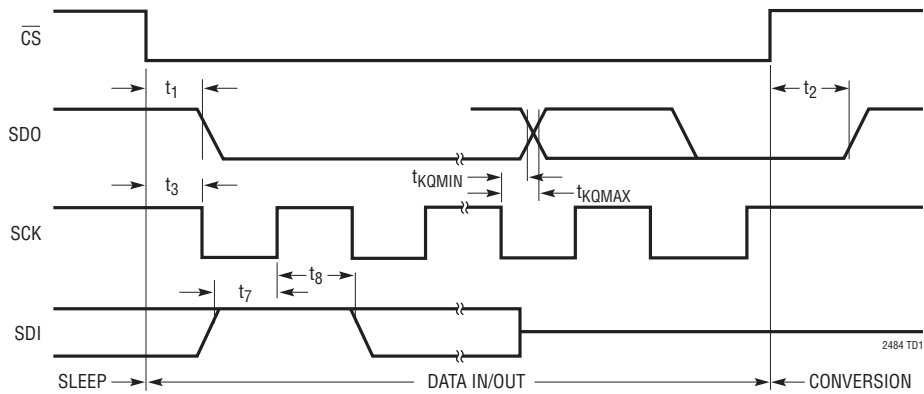 CS
t1
t2
SDO
tKQMIN
tKQMAX
t3
SCK
t8
t7
SDI
2484 TD1
SLEEP
DATA IN/OUT
CONVERSION